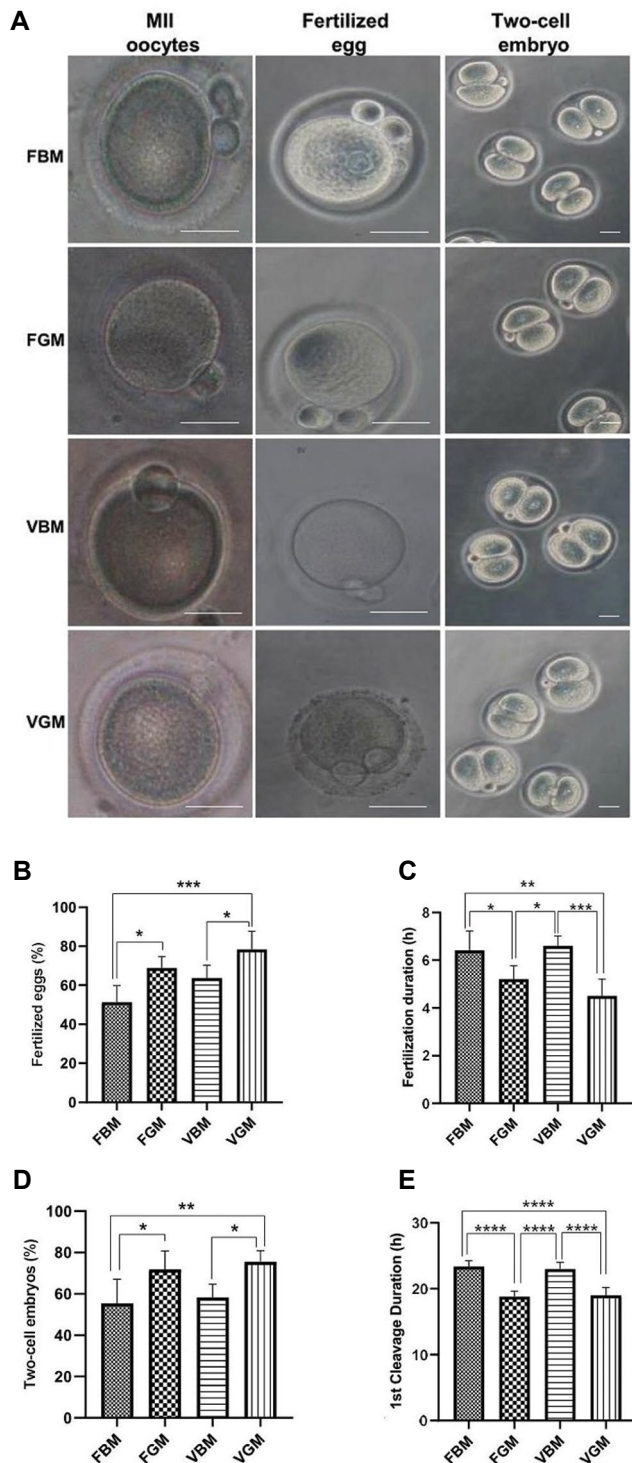 A
MII
oocytes
Fertilized
egg
Two-cell
embryo
FBM
FGM
VBM
VGM
B
Fertilized eggs (%)
100
80
60
40
20
0
***
*
*
FBM
FGM
VBM
VGM
C
Fertilization duration (h)
8
6
4
2
0
**
*
*
***
FBM
FGM
VBM
VGM
D
Two-cell embryos (%)
100
80
60
40
20
0
**
*
*
FBM
FGM
VBM
VGM
E
1st Cleavage Duration (h)
30
20
10
0
****
****
****
****
FBM
FGM
VBM
VGM